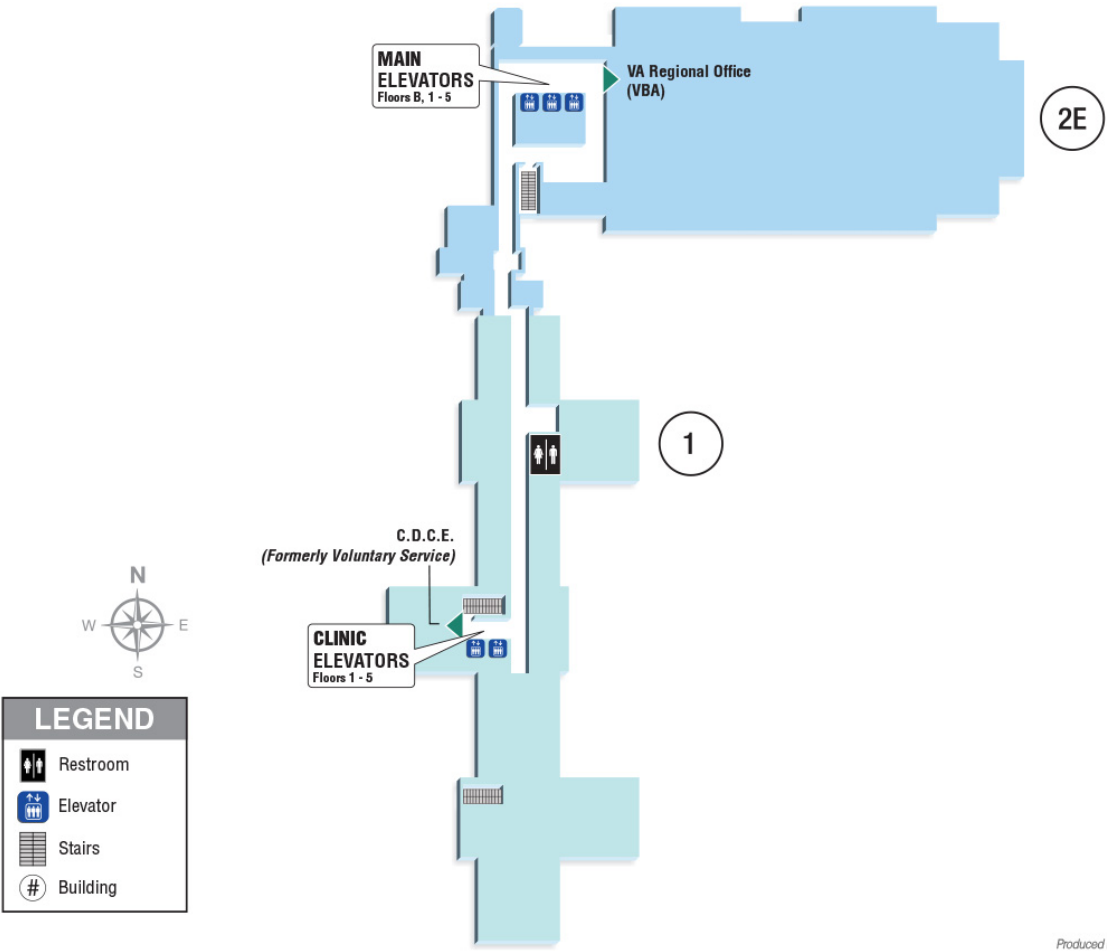 MAIN
ELEVATORS
Floors B, 1 - 5
VA Regional Office
(VBA)
2E
1
C.D.C.E.
(Formerly Voluntary Service)
CLINIC
ELEVATORS
Floors 1 - 5
N
W
E
S
LEGEND
Restroom
Elevator
Stairs
# Building
Produced